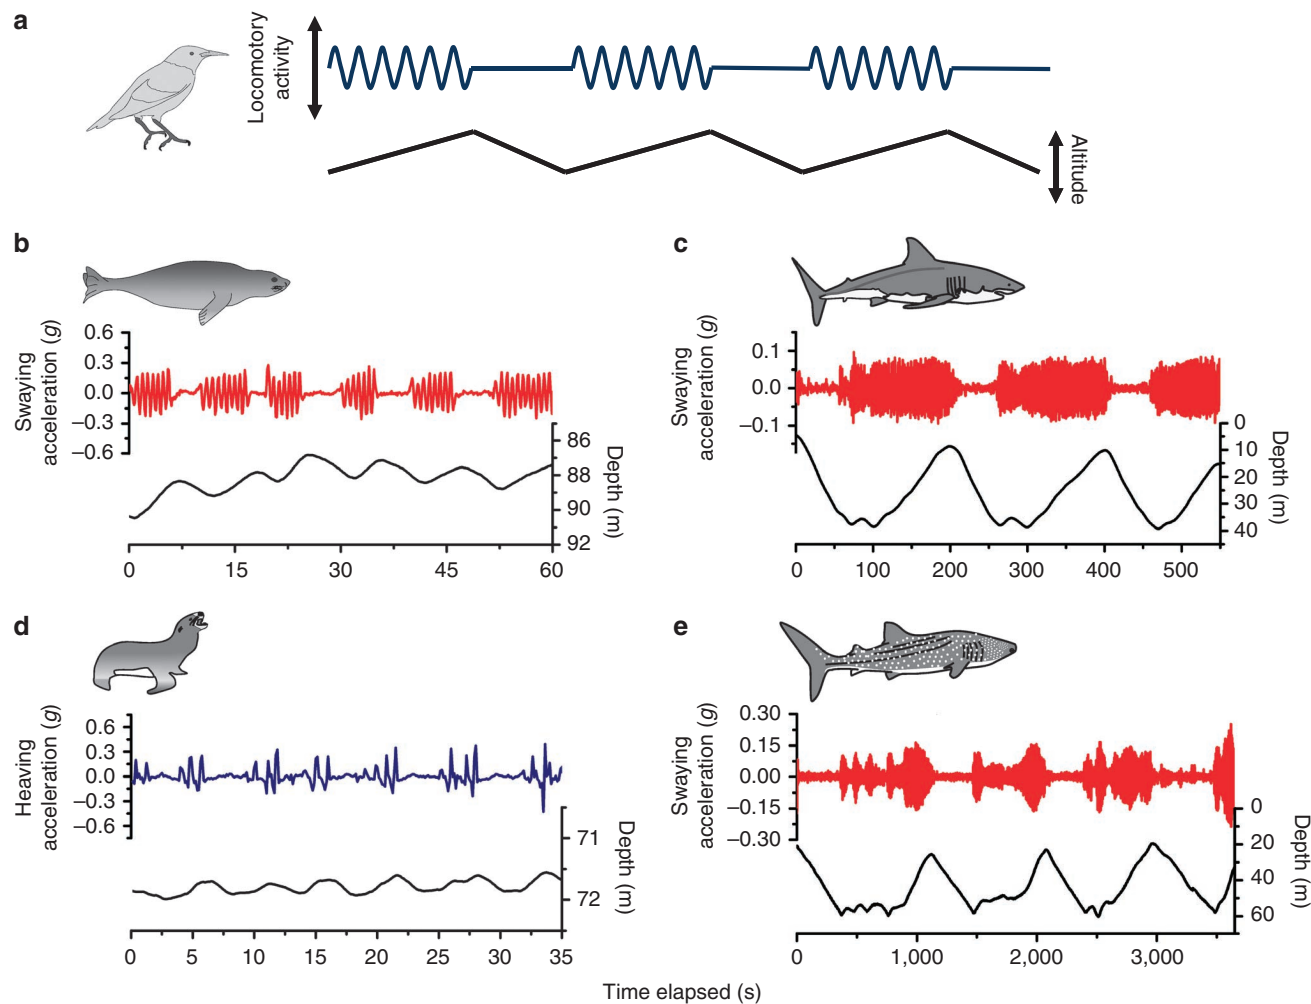 a
Locomotory
activity
Altitude
b
Swaying
acceleration (g)
0.6
0.3
0.0
−0.3
−0.6
86
88
90
92
Depth (m)
0 15 30 45 60
c
Swaying
acceleration (g)
0.1
0.0
−0.1
0
10
20
30
40
Depth (m)
0 100 200 300 400 500
d
Heaving
acceleration (g)
0.6
0.3
0.0
−0.3
−0.6
71
72
Depth (m)
0 5 10 15 20 25 30 35
e
Swaying
acceleration (g)
0.30
0.15
0.00
−0.15
−0.30
0
20
40
60
Depth (m)
0 1,000 2,000 3,000
Time elapsed (s)